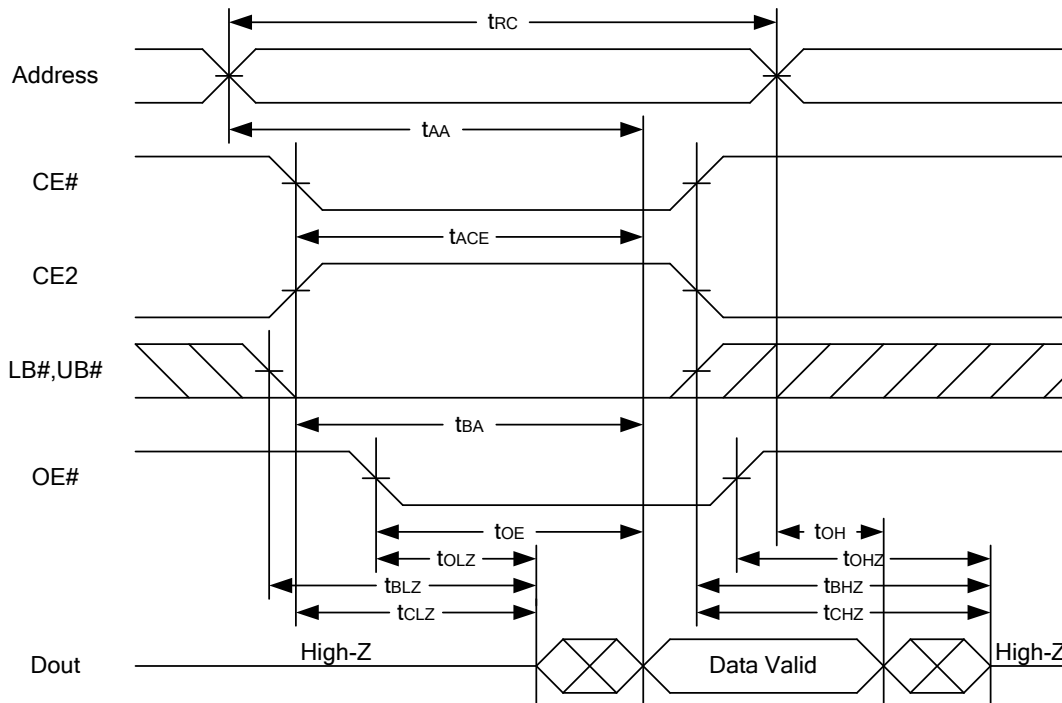 tRC
Address
tAA
CE#
tACE
CE2
LB#,UB#
tBA
OE#
tOE
tOH
tOLZ
tOHZ
tBLZ
tBHZ
tCLZ
tCHZ
Dout
High-Z
Data Valid
High-Z